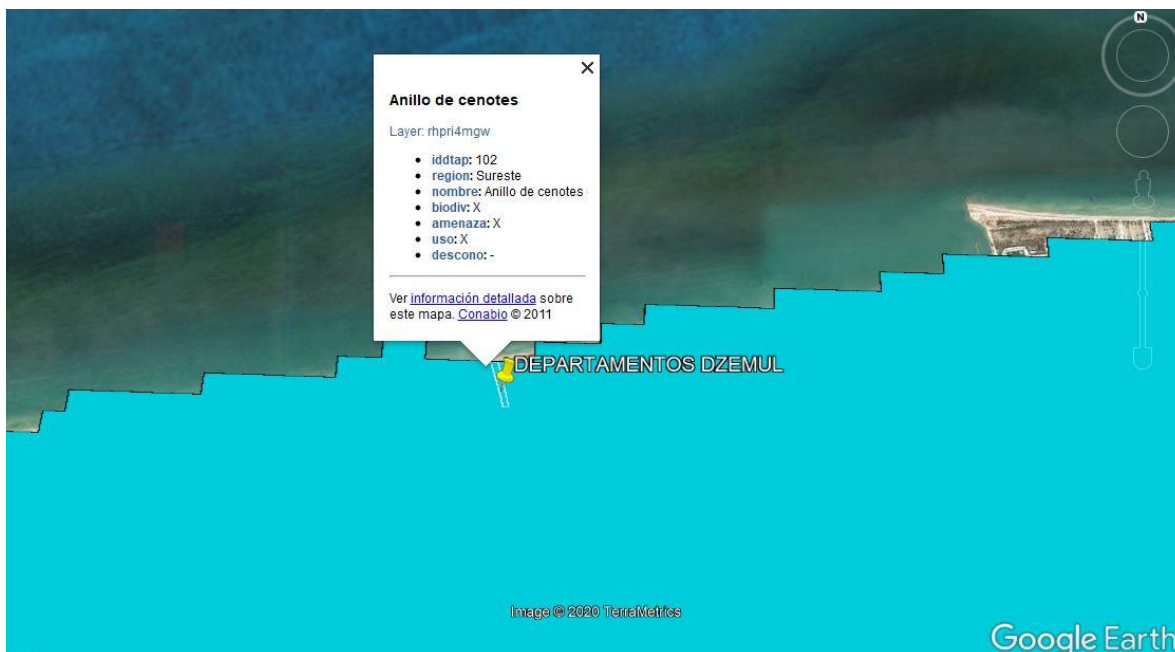 N
Anillo de cenotes
Layer: rhpri4mgw
• iddtap: 102
• region: Sureste
• nombre: Anillo de cenotes
• biodiv: X
• amenaza: X
• uso: X
• descono: -
Ver información detallada sobre
este mapa. Conabio © 2011
DEPARTAMENTOS DZEMUL
Image © 2020 TerraMetrics
Google Earth